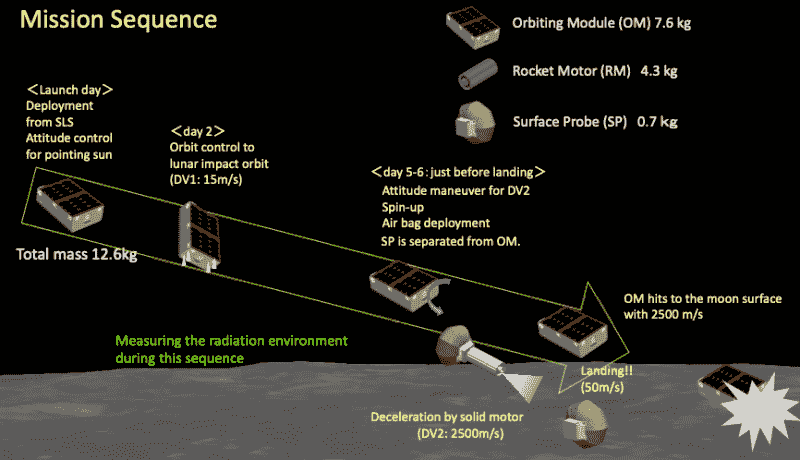 Mission Sequence
Orbiting Module (OM) 7.6 kg
Rocket Motor (RM) 4.3 kg
Surface Probe (SP) 0.7 kg
<Launch day>
Deployment
from SLS
Attitude control
for pointing sun
<day 2>
Orbit control to
lunar impact orbit
(DV1: 15m/s)
<day 5-6: just before landing>
Attitude maneuver for DV2
Spin-up
Air bag deployment
SP is separated from OM.
Total mass 12.6kg
OM hits to the moon surface
with 2500 m/s
Measuring the radiation environment
during this sequence
Landing!!
(50m/s)
Deceleration by solid motor
(DV2: 2500m/s)